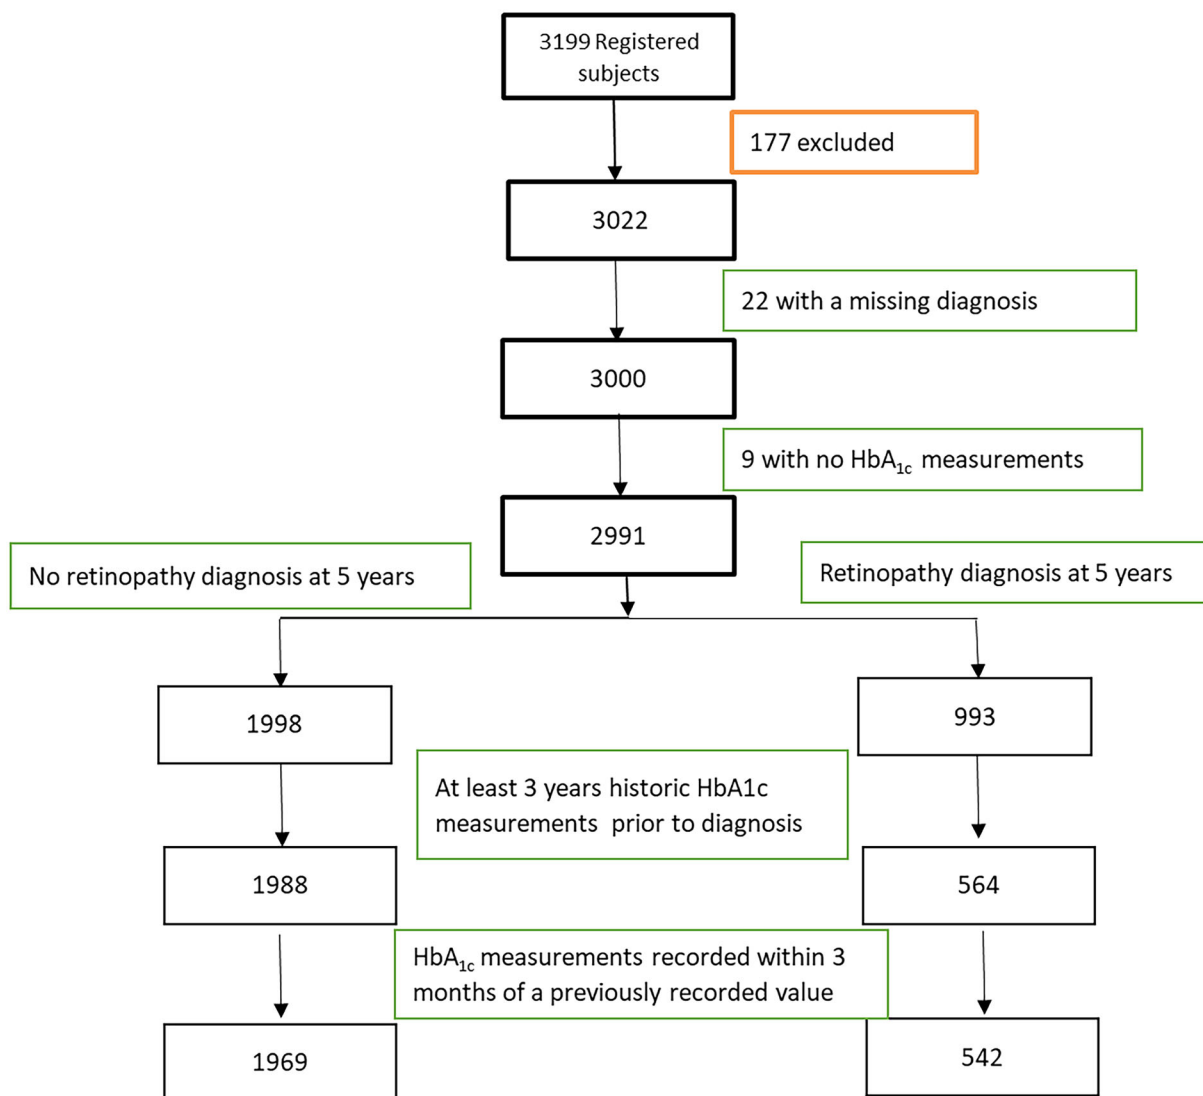 3199 Registered
subjects
177 excluded
3022
22 with a missing diagnosis
3000
9 with no HbA₁c measurements
2991
No retinopathy diagnosis at 5 years
Retinopathy diagnosis at 5 years
1998
993
At least 3 years historic HbA1c
measurements prior to diagnosis
1988
564
HbA₁c measurements recorded within 3
months of a previously recorded value
1969
542